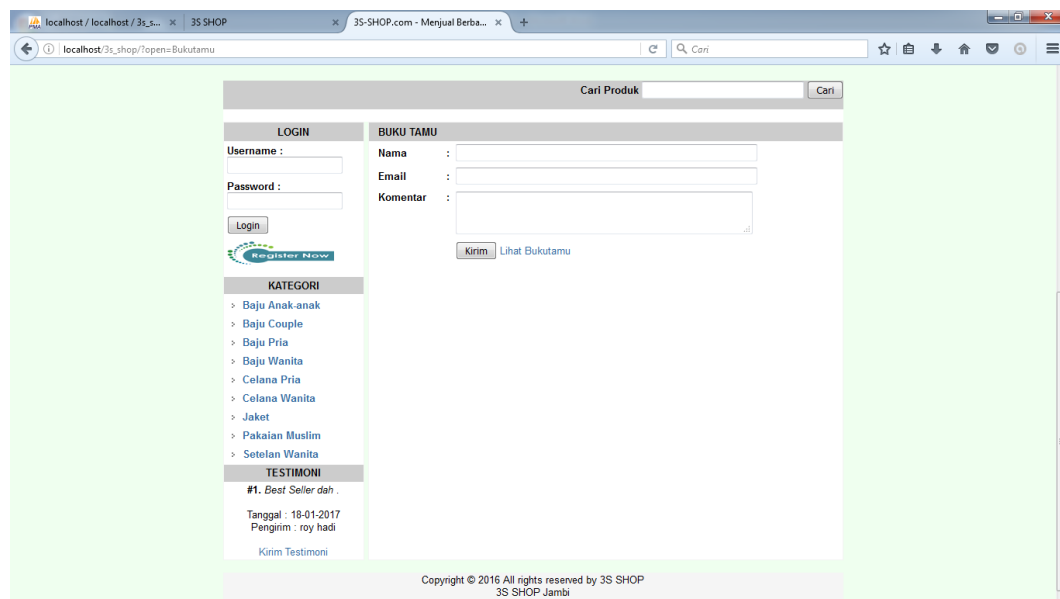 localhost / localhost / 3s_s...
3S SHOP
3S-SHOP.com - Menjual Berba...
localhost/3s_shop/?open=Bukutamu
Cari
Cari Produk
Cari
LOGIN
Username :
Password :
Login
Register Now
KATEGORI
Baju Anak-anak
Baju Couple
Baju Pria
Baju Wanita
Celana Pria
Celana Wanita
Jaket
Pakaian Muslim
Setelan Wanita
TESTIMONI
#1. Best Seller dah .
Tanggal : 18-01-2017
Pengirim : roy hadi
Kirim Testimoni
BUKU TAMU
Nama :
Email :
Komentar :
Kirim Lihat Bukutamu
Copyright © 2016 All rights reserved by 3S SHOP
3S SHOP Jambi